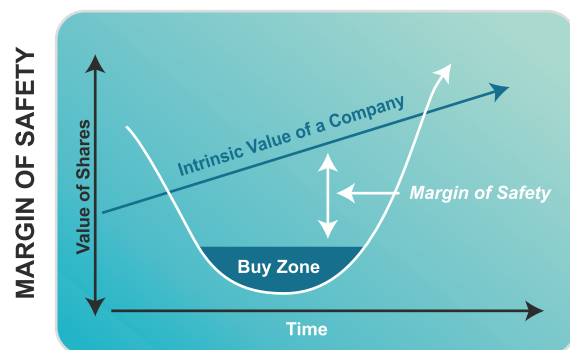 MARGIN OF SAFETY
Value of Shares
Intrinsic Value of a Company
Margin of Safety
Buy Zone
Time